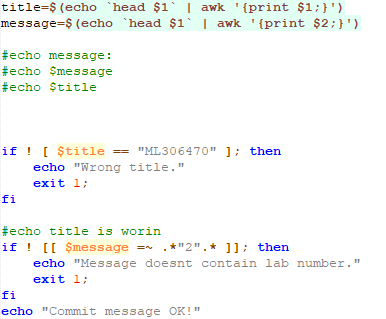 title=$(echo `head $1` | awk '{print $1;}')
message=$(echo `head $1` | awk '{print $2;}')
#echo message:
#echo $message
#echo $title
if ! [ $title == "ML306470" ]; then
echo "Wrong title."
exit 1;
fi
#echo title is worin
if ! [[ $message =~ .*"2".* ]]; then
echo "Message doesnt contain lab number."
exit 1;
fi
echo "Commit message OK!"